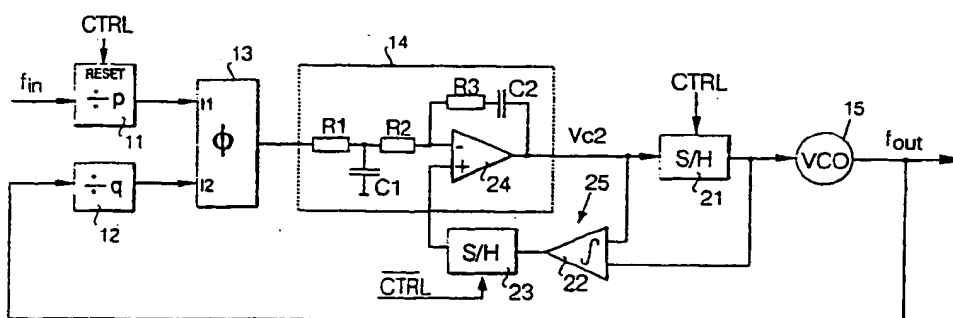 CTRL
f_in
RESET
÷ p
11
÷ q
12
13
I1
Φ
I2
14
R1
R2
C1
R3
C2
-
+
24
Vc2
25
S/H
23
CTRL
∫
22
CTRL
S/H
21
15
VCO
f_out